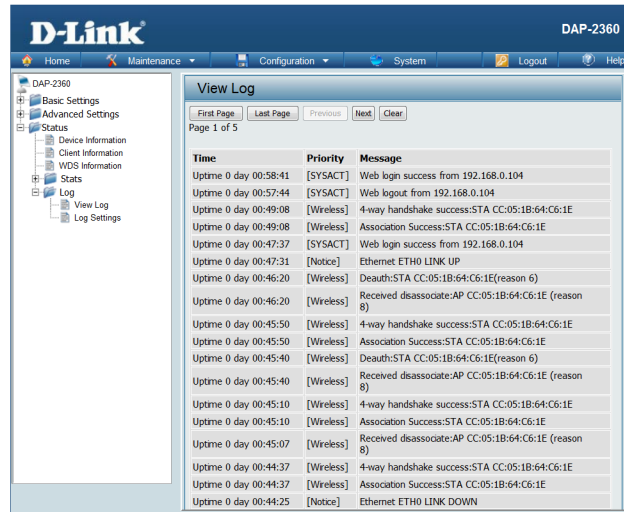 D-Link
DAP-2360
Home Maintenance Configuration System Logout Help
DAP-2360
Basic Settings
Advanced Settings
Status
Device Information
Client Information
WDS Information
Stats
Log
View Log
Log Settings
View Log
First Page Last Page Previous Next Clear
Page 1 of 5
Time Priority Message
Uptime 0 day 00:58:41 [SYSACT] Web login success from 192.168.0.104
Uptime 0 day 00:57:44 [SYSACT] Web logout from 192.168.0.104
Uptime 0 day 00:49:08 [Wireless] 4-way handshake success:STA CC:05:1B:64:C6:1E
Uptime 0 day 00:49:08 [Wireless] Association Success:STA CC:05:1B:64:C6:1E
Uptime 0 day 00:47:37 [SYSACT] Web login success from 192.168.0.104
Uptime 0 day 00:47:31 [Notice] Ethernet ETH0 LINK UP
Uptime 0 day 00:46:20 [Wireless] Deauth:STA CC:05:1B:64:C6:1E(reason 6)
Uptime 0 day 00:46:20 [Wireless] Received disassociate:AP CC:05:1B:64:C6:1E (reason
8)
Uptime 0 day 00:45:50 [Wireless] 4-way handshake success:STA CC:05:1B:64:C6:1E
Uptime 0 day 00:45:50 [Wireless] Association Success:STA CC:05:1B:64:C6:1E
Uptime 0 day 00:45:40 [Wireless] Deauth:STA CC:05:1B:64:C6:1E(reason 6)
Uptime 0 day 00:45:40 [Wireless] Received disassociate:AP CC:05:1B:64:C6:1E (reason
8)
Uptime 0 day 00:45:10 [Wireless] 4-way handshake success:STA CC:05:1B:64:C6:1E
Uptime 0 day 00:45:10 [Wireless] Association Success:STA CC:05:1B:64:C6:1E
Uptime 0 day 00:45:07 [Wireless] Received disassociate:AP CC:05:1B:64:C6:1E (reason
8)
Uptime 0 day 00:44:37 [Wireless] 4-way handshake success:STA CC:05:1B:64:C6:1E
Uptime 0 day 00:44:37 [Wireless] Association Success:STA CC:05:1B:64:C6:1E
Uptime 0 day 00:44:25 [Notice] Ethernet ETH0 LINK DOWN